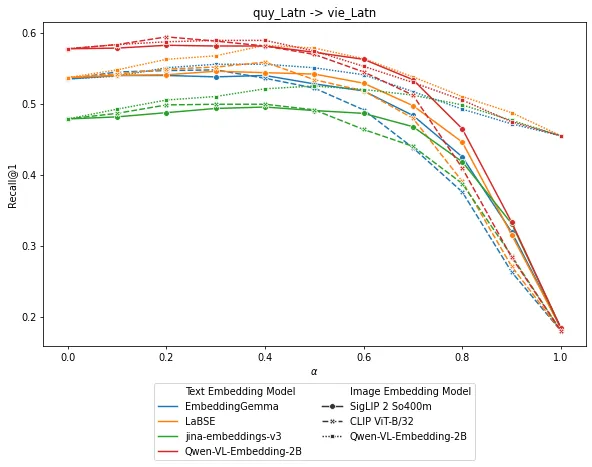 quy_Latn -> vie_Latn
Recall@1
0.6
0.5
0.4
0.3
0.2
0.0 0.2 0.4 0.6 0.8 1.0
α
Text Embedding Model
EmbeddingGemma
LaBSE
jina-embeddings-v3
Qwen-VL-Embedding-2B
Image Embedding Model
SigLIP 2 So400m
CLIP ViT-B/32
Qwen-VL-Embedding-2B